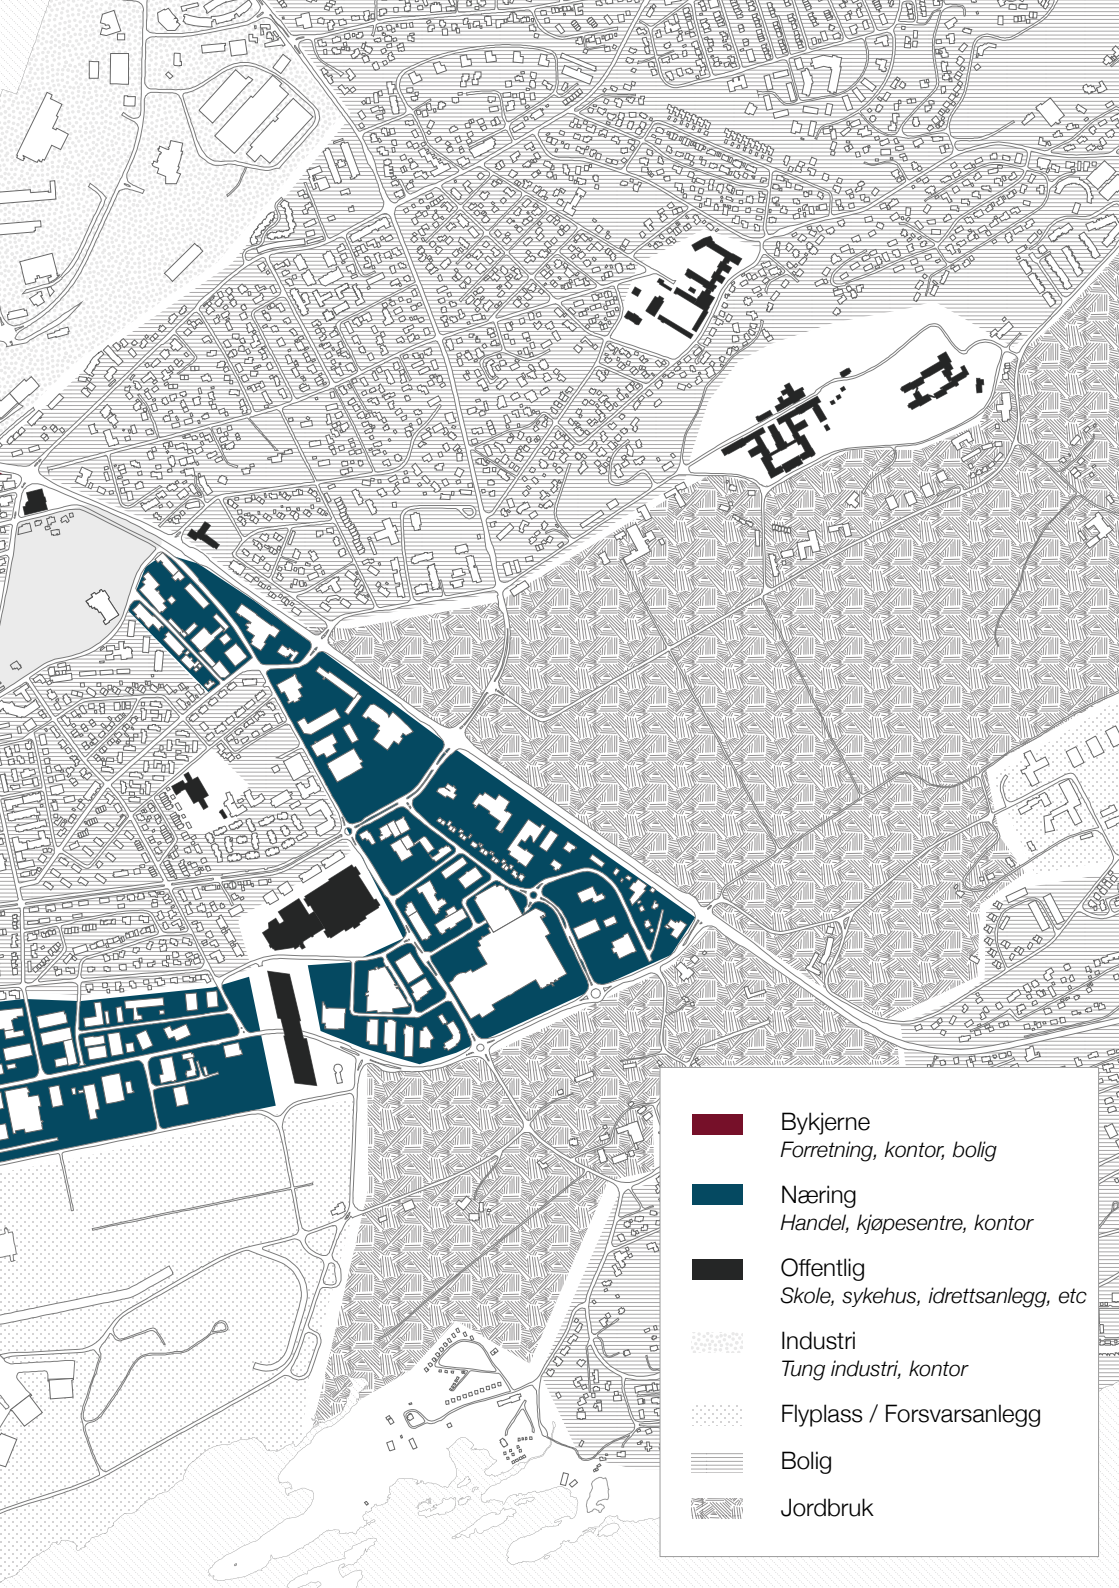 Bykjerne
Forretning, kontor, bolig
Næring
Handel, kjøpesentre, kontor
Offentlig
Skole, sykehus, idrettsanlegg, etc
Industri
Tung industri, kontor
Flyplass / Forsvarsanlegg
Bolig
Jordbruk